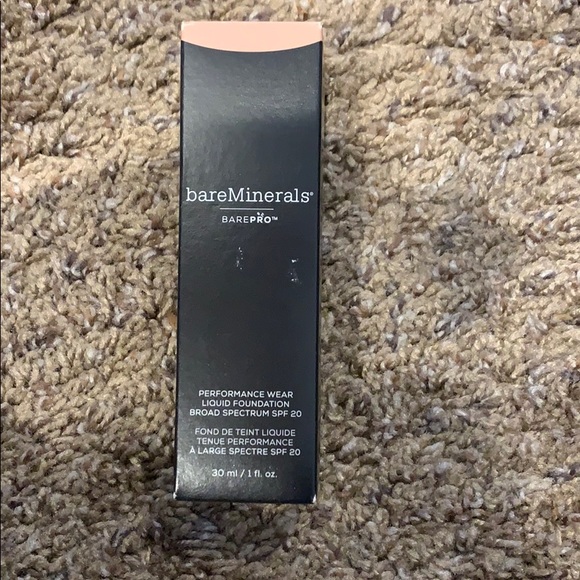 bareMinerals®
BAREPRO™
PERFORMANCE WEAR
LIQUID FOUNDATION
BROAD SPECTRUM SPF 20
FOND DE TEINT LIQUIDE
TENUE PERFORMANCE
À LARGE SPECTRE SPF 20
30 ml / 1 fl. oz.